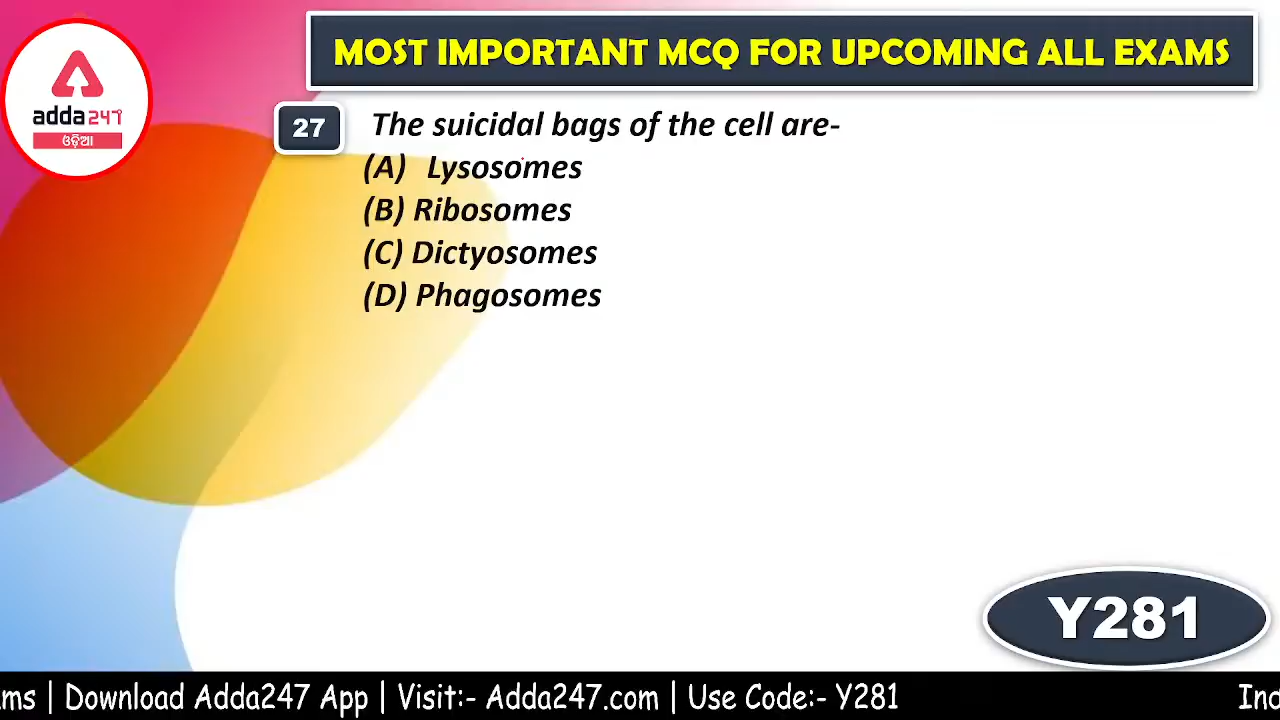 MOST IMPORTANT MCQ FOR UPCOMING ALL EXAMS
adda247
ଓଡ଼ିଆ
27 The suicidal bags of the cell are-
(A) Lysosomes
(B) Ribosomes
(C) Dictyosomes
(D) Phagosomes
Y281
ms | Download Adda247 App | Visit:- Adda247.com | Use Code:- Y281 Ind